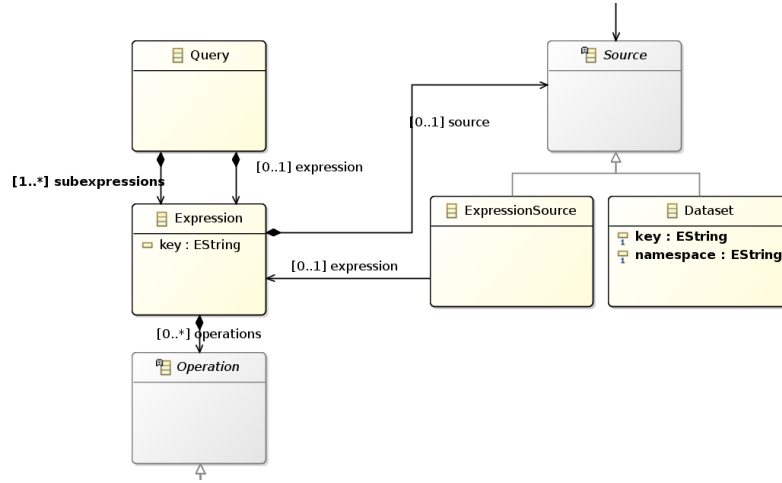 Query
Source
[0..1] source
[0..1] expression
[1..*] subexpressions
Expression
key : EString
ExpressionSource
Dataset
key : EString
namespace : EString
[0..1] expression
[0..*] operations
Operation